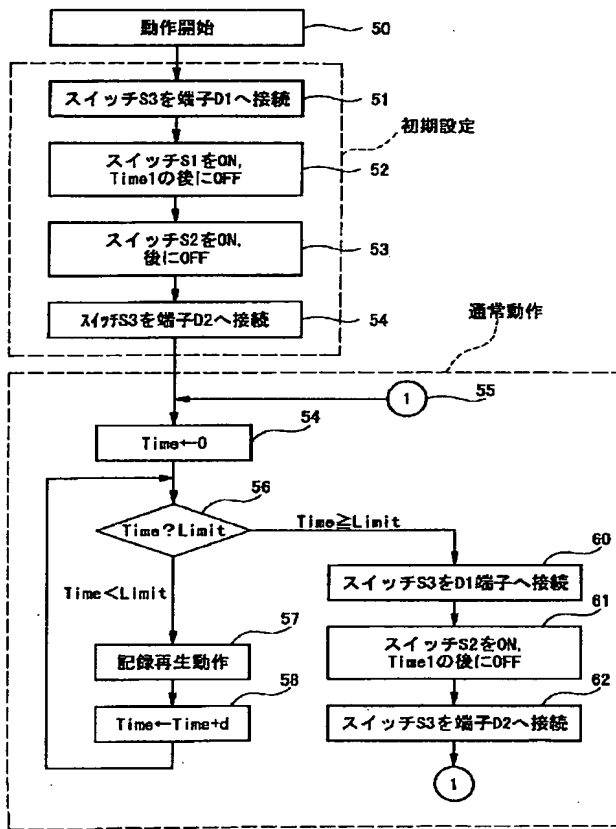 動作開始
50
スイッチS3を端子D1へ接続
51
初期設定
スイッチS1をON,
Time1の後にOFF
52
スイッチS2をON,
後にOFF
53
スイッチS3を端子D2へ接続
54
通常動作
1
55
Time←0
54
Time?Limit
56
Time≧Limit
Time<Limit
スイッチS3をD1端子へ接続
60
記録再生動作
57
スイッチS2をON,
Time1の後にOFF
61
Time←Time+d
58
スイッチS3を端子D2へ接続
62
1